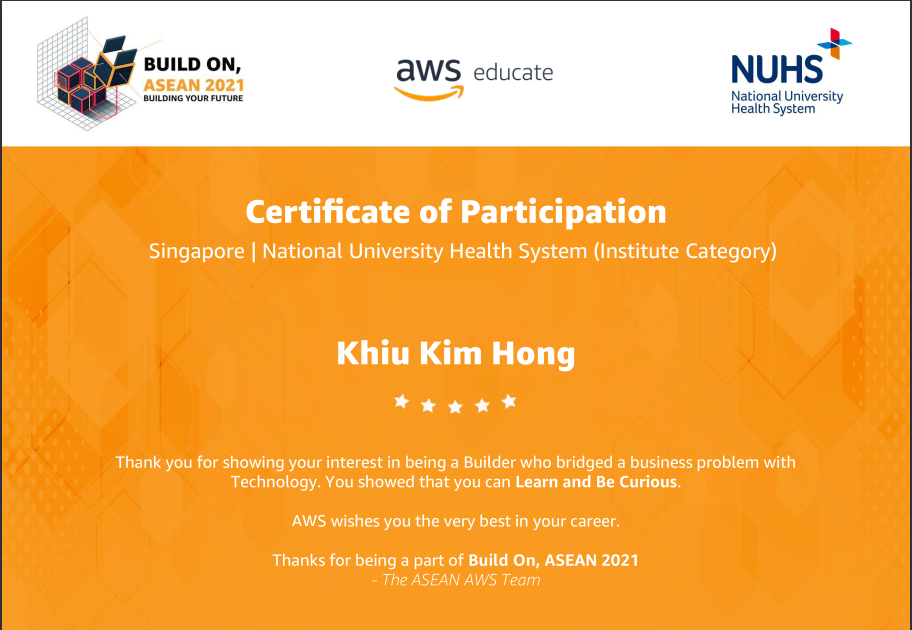 BUILD ON,
ASEAN 2021
BUILDING YOUR FUTURE
aws educate
NUHS
National University
Health System
Certificate of Participation
Singapore | National University Health System (Institute Category)
Khiu Kim Hong
Thank you for showing your interest in being a Builder who bridged a business problem with
Technology. You showed that you can Learn and Be Curious.
AWS wishes you the very best in your career.
Thanks for being a part of Build On, ASEAN 2021
- The ASEAN AWS Team